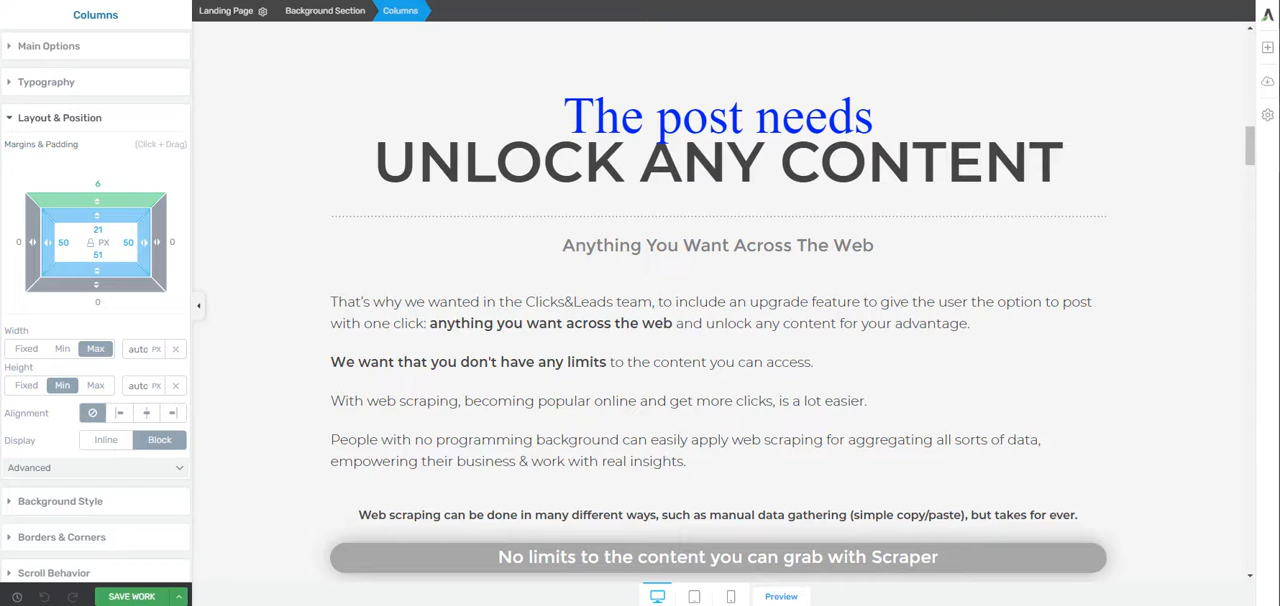 Columns
Landing Page
Background Section
Columns
Main Options
Typography
Layout & Position
Margins & Padding
(Click + Drag)
6
21
0
50
PX
50
0
51
0
Width
Fixed
Min
Max
auto PX
Height
Fixed
Min
Max
auto PX
Alignment
Display
Inline
Block
Advanced
Background Style
Borders & Corners
Scroll Behavior
SAVE WORK
The post needs
UNLOCK ANY CONTENT
Anything You Want Across The Web
That's why we wanted in the Clicks&Leads team, to include an upgrade feature to give the user the option to post
with one click: anything you want across the web and unlock any content for your advantage.
We want that you don't have any limits to the content you can access.
With web scraping, becoming popular online and get more clicks, is a lot easier.
People with no programming background can easily apply web scraping for aggregating all sorts of data,
empowering their business & work with real insights.
Web scraping can be done in many different ways, such as manual data gathering (simple copy/paste), but takes for ever.
No limits to the content you can grab with Scraper
Preview